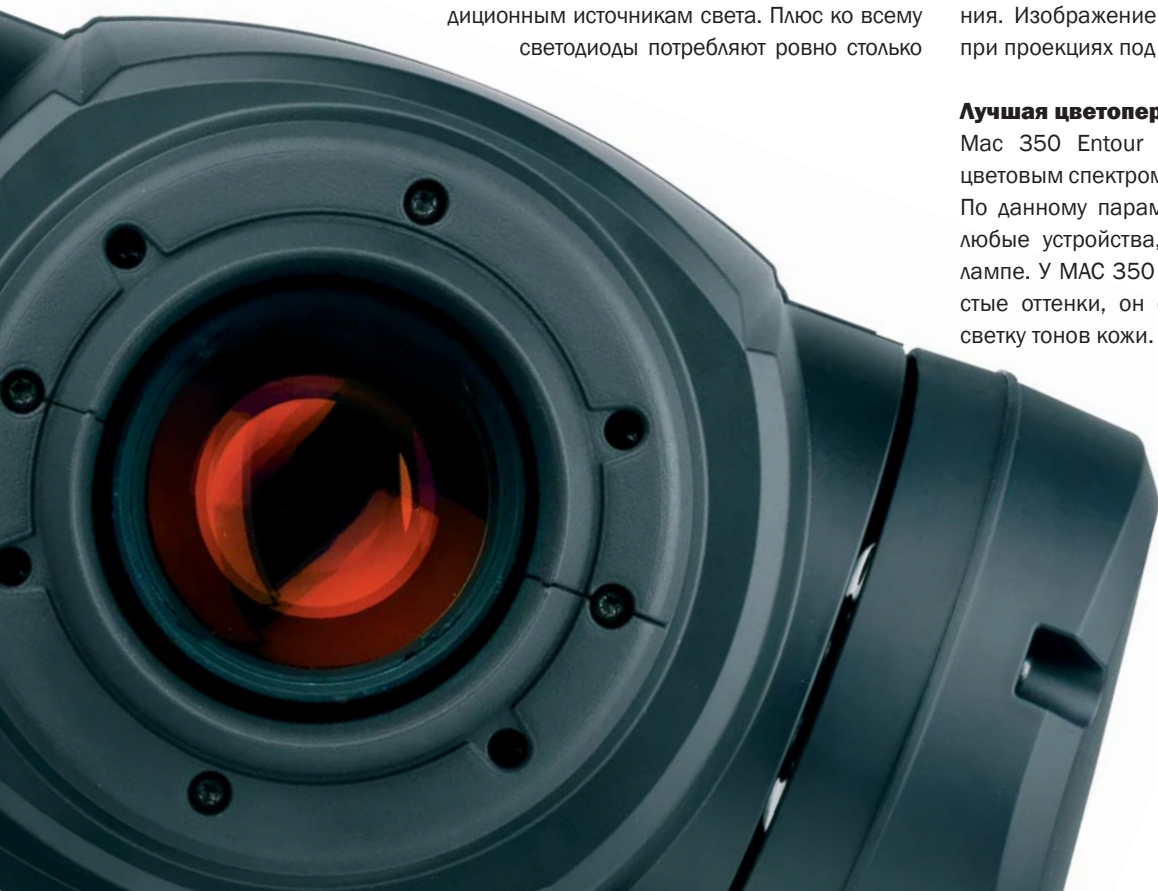 диционным источникам света. Плюс ко всему
светодиоды потребляют ровно столько
ния. Изображение
при проекциях под
Лучшая цветопер
Mac 350 Entour
цветовым спектром
По данному парам
любые устройства,
лампе. У MAC 350
стые оттенки, он
светку тонов кожи.